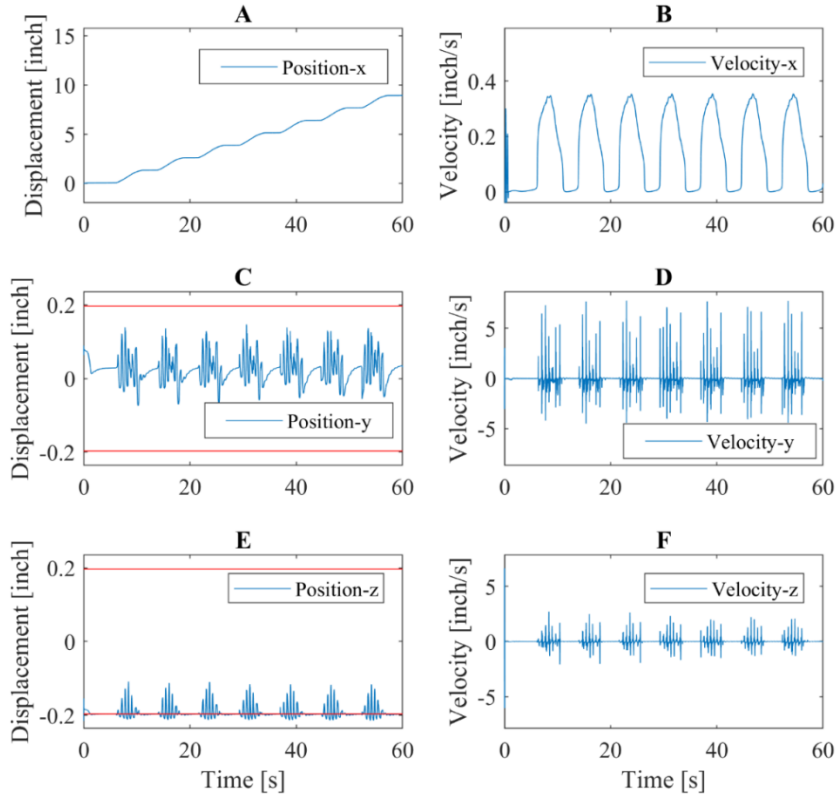 A
Displacement [inch]
15
10
5
0
Position-x
0 20 40 60
B
Velocity [inch/s]
0.4
0.2
0
Velocity-x
0 20 40 60
C
Displacement [inch]
0.2
0
-0.2
Position-y
0 20 40 60
D
Velocity [inch/s]
5
0
-5
Velocity-y
0 20 40 60
E
Displacement [inch]
0.2
0
-0.2
Position-z
0 20 40 60
Time [s]
F
Velocity [inch/s]
5
0
-5
Velocity-z
0 20 40 60
Time [s]